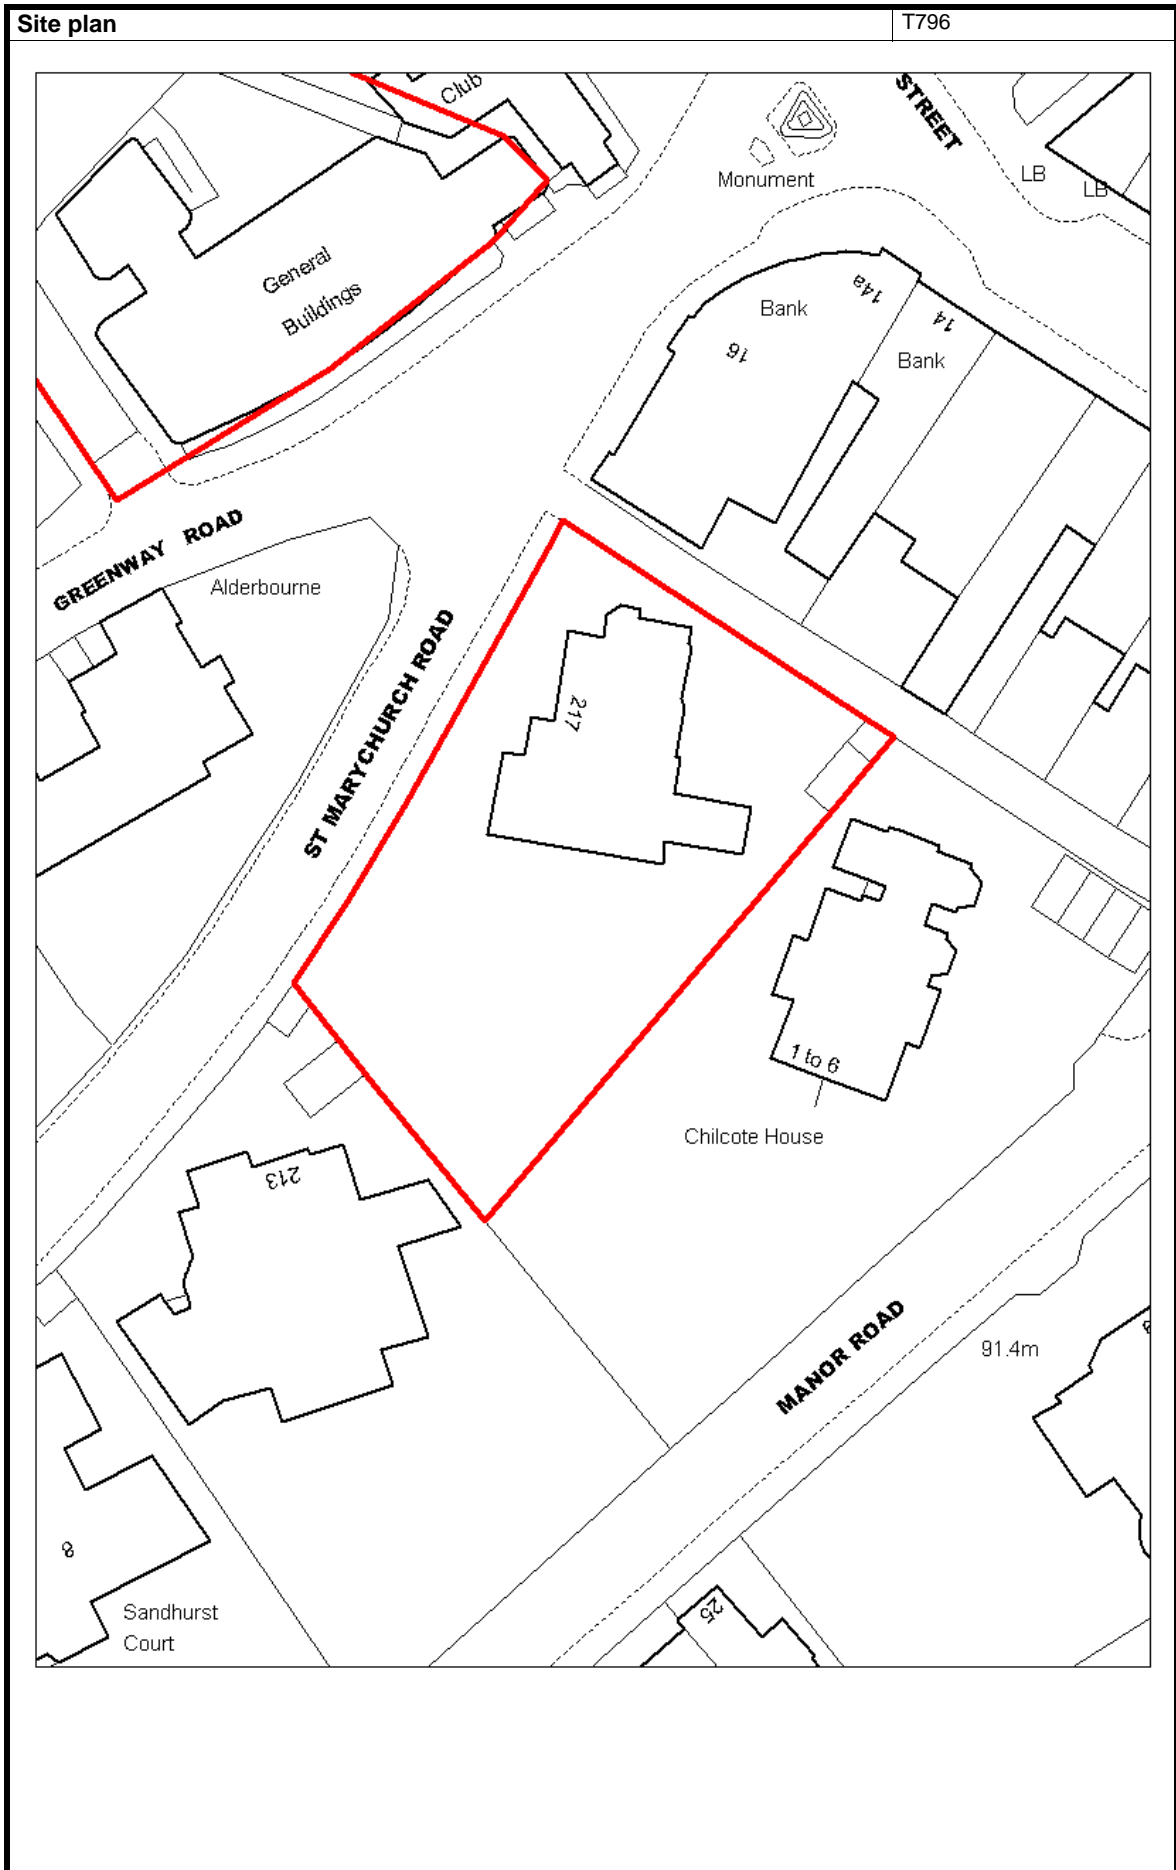 Site plan
T796
Club
STREET
Monument
LB
LB
General
Buildings
Bank
14a
14
16
Bank
GREENWAY ROAD
Alderbourne
ST MARYCHURCH ROAD
217
1 to 6
Chilcote House
213
MANOR ROAD
91.4m
8
Sandhurst
Court
25